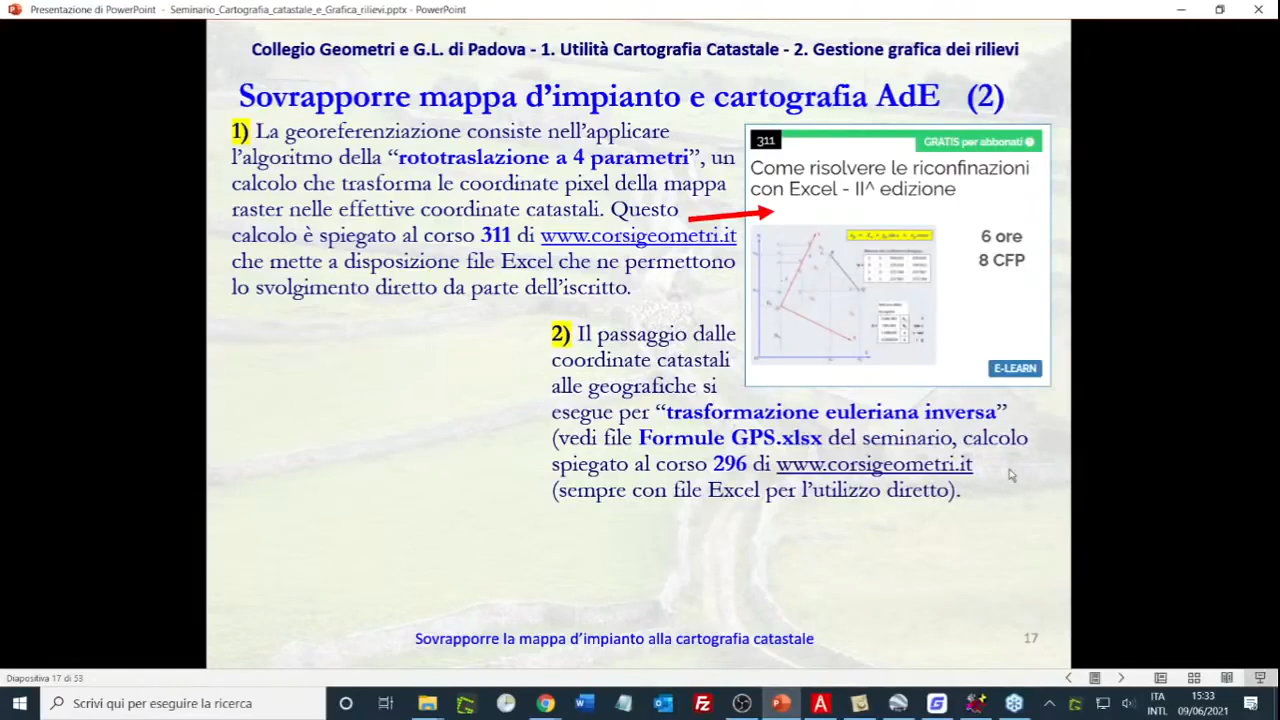 Presentazione di PowerPoint - Seminario_Cartografia_catastale_e_Grafica_rilievi.pptx - PowerPoint
Collegio Geometri e G.L. di Padova - 1. Utilità Cartografia Catastale - 2. Gestione grafica dei rilievi
Sovrapporre mappa d’impianto e cartografia AdE (2)
1) La georeferenziazione consiste nell’applicare
l’algoritmo della “rototraslazione a 4 parametri”, un
calcolo che trasforma le coordinate pixel della mappa
raster nelle effettive coordinate catastali. Questo
calcolo è spiegato al corso 311 di www.corsigeometri.it
che mette a disposizione file Excel che ne permettono
lo svolgimento diretto da parte dell’iscritto.
311
GRATIS per abbonati
Come risolvere le riconfinazioni
con Excel - II^ edizione
6 ore
8 CFP
E-LEARN
2) Il passaggio dalle
coordinate catastali
alle geografiche si
esegue per “trasformazione euleriana inversa”
(vedi file Formule GPS.xlsx del seminario, calcolo
spiegato al corso 296 di www.corsigeometri.it
(sempre con file Excel per l’utilizzo diretto).
Sovrapporre la mappa d’impianto alla cartografia catastale
17
Diapositiva 17 di 53
Scrivi qui per eseguire la ricerca
ITA
INTL
15:33
09/06/2021